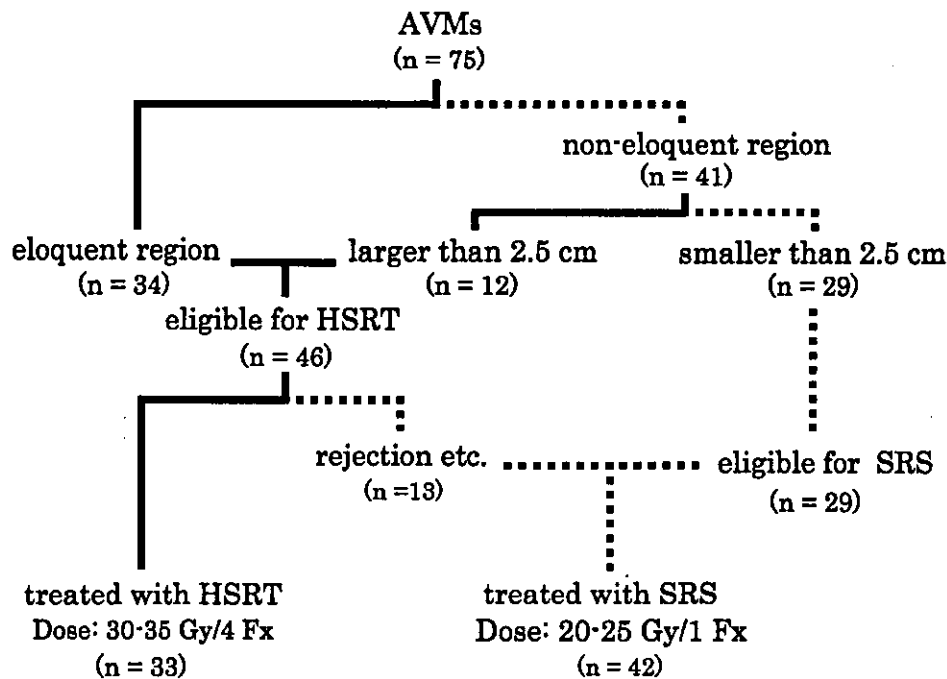 AVMs
(n = 75)
non-eloquent region
(n = 41)
eloquent region
(n = 34)
larger than 2.5 cm
(n = 12)
smaller than 2.5 cm
(n = 29)
eligible for HSRT
(n = 46)
rejection etc.
(n =13)
eligible for SRS
(n = 29)
treated with HSRT
Dose: 30-35 Gy/4 Fx
(n = 33)
treated with SRS
Dose: 20-25 Gy/1 Fx
(n = 42)